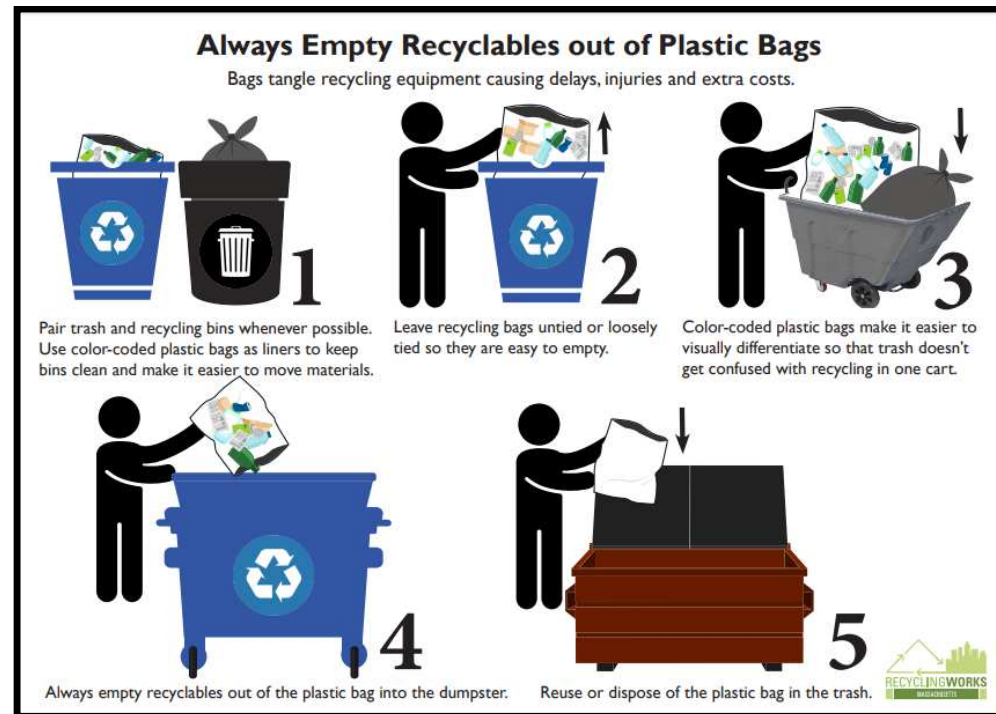 Always Empty Recyclables out of Plastic Bags
Bags tangle recycling equipment causing delays, injuries and extra costs.
1
Pair trash and recycling bins whenever possible.
Use color-coded plastic bags as liners to keep
bins clean and make it easier to move materials.
2
Leave recycling bags untied or loosely
tied so they are easy to empty.
3
Color-coded plastic bags make it easier to
visually differentiate so that trash doesn't
get confused with recycling in one cart.
4
Always empty recyclables out of the plastic bag into the dumpster.
5
Reuse or dispose of the plastic bag in the trash.
RECYCLINGWORKS
MASSACHUSETTS